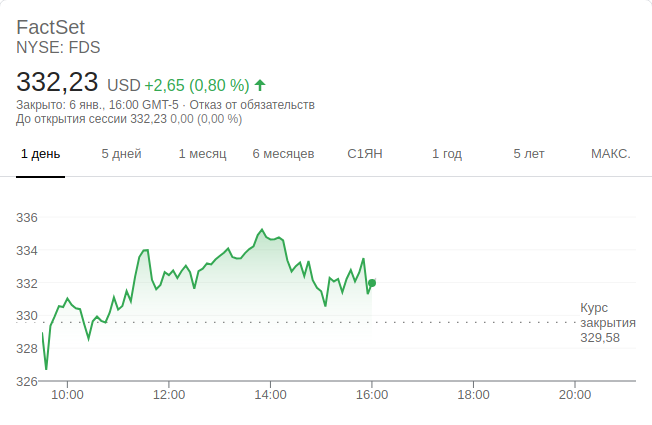 FactSet
NYSE: FDS
332,23 USD +2,65 (0,80 %)
Закрыто: 6 янв., 16:00 GMT-5 · Отказ от обязательств
До открытия сессии 332,23 0,00 (0,00 %)
1 день 5 дней 1 месяц 6 месяцев С1ЯН 1 год 5 лет МАКС.
336
334
332
330
328
326
Курс
закрытия
329,58
10:00 12:00 14:00 16:00 18:00 20:00